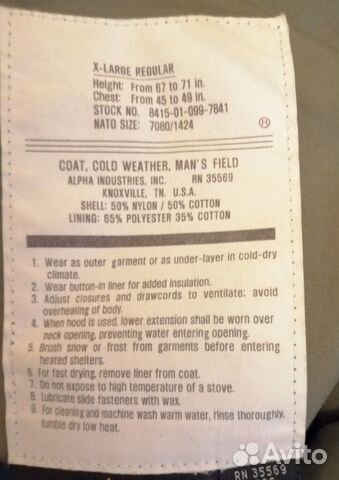 X-LARGE REGULAR
Height: From 67 to 71 in.
Chest: From 45 to 49 in.
STOCK NO. 8415-01-099-7841
NATO SIZE: 7080/1424
R
COAT, COLD WEATHER, MAN'S FIELD
ALPHA INDUSTRIES, INC. RN 35569
KNOXVILLE, TN. U.S.A.
SHELL: 50% NYLON / 50% COTTON
LINING: 65% POLYESTER 35% COTTON
1. Wear as outer garment or as under-layer in cold-dry
climate.
2. Wear button-in liner for added insulation.
3. Adjust closures and drawcords to ventilate; avoid
overheating of body.
4. When hood is used, lower extension shall be worn over
neck opening, preventing water entering opening.
5. Brush snow or frost from garments before entering
heated shelters.
6. For fast drying, remove liner from coat.
7. Do not expose to high temperature of a stove.
8. Lubricate slide fasteners with wax.
9. For cleaning and machine wash warm water, rinse thoroughly,
tumble dry low heat.
Avito
RN 35569